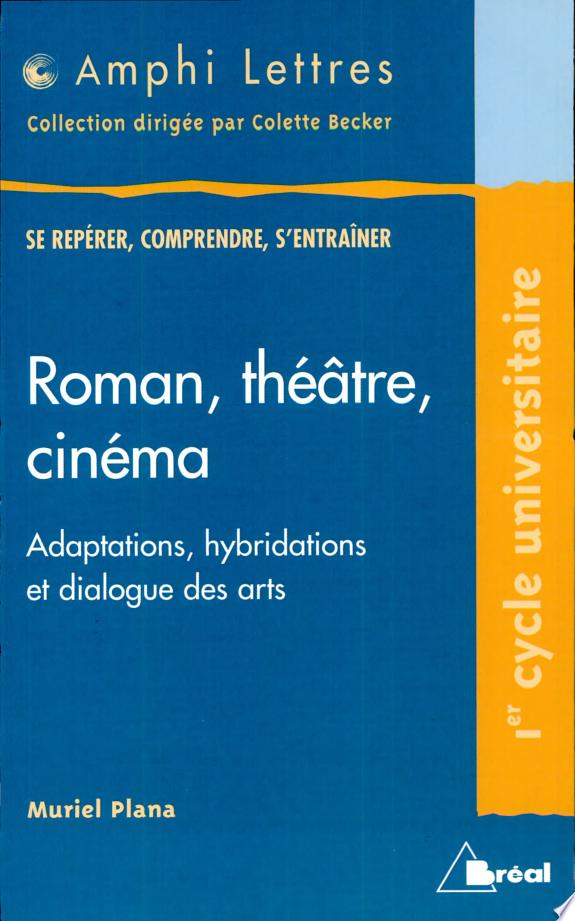 Amphi Lettres
Collection dirigée par Colette Becker
SE REPÉRER, COMPRENDRE, S'ENTRAÎNER
Roman, théâtre,
cinéma
Adaptations, hybridations
et dialogue des arts
Muriel Plana
1er cycle universitaire
Bréal